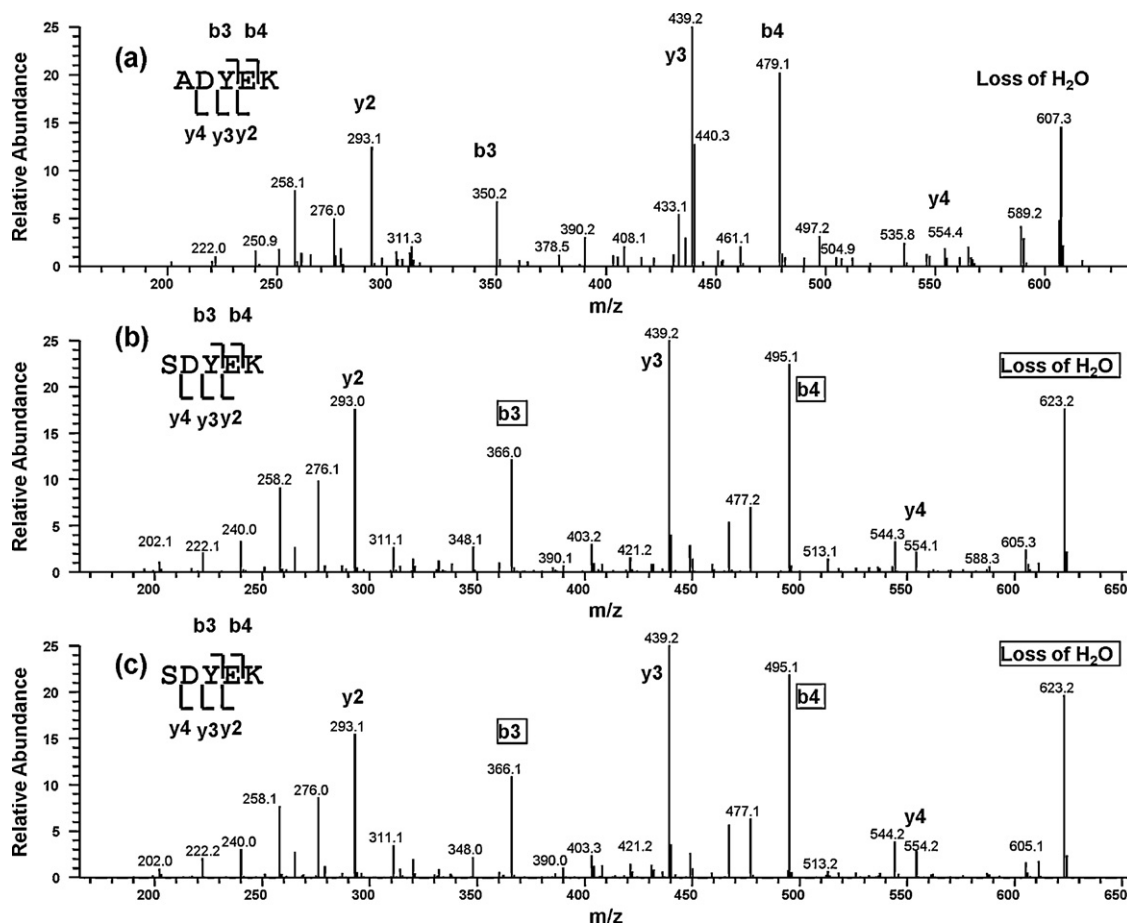 (a)
b3 b4
ADYEK
y4 y3 y2
Relative Abundance
25
20
15
10
5
0
222.0
250.9
258.1
276.0
y2
293.1
311.3
b3
350.2
378.5
390.2
408.1
433.1
439.2
y3
440.3
461.1
b4
479.1
497.2
504.9
535.8
y4
554.4
589.2
Loss of H2O
607.3
200 250 300 350 400 450 500 550 600
m/z
(b)
b3 b4
SDYEK
y4 y3 y2
Relative Abundance
25
20
15
10
5
0
202.1
222.1
240.0
258.2
276.1
y2
293.0
311.1
348.1
b3
366.0
390.1
403.2
421.2
439.2
y3
477.2
495.1
b4
513.1
544.3
y4
554.1
588.3
605.3
Loss of H2O
623.2
200 250 300 350 400 450 500 550 600 650
m/z
(c)
b3 b4
SDYEK
y4 y3 y2
Relative Abundance
25
20
15
10
5
0
202.0
222.2
240.0
258.1
276.0
y2
293.1
311.1
348.0
b3
366.1
390.0
403.3
421.2
439.2
y3
477.1
495.1
b4
513.2
544.2
y4
554.2
605.1
Loss of H2O
623.2
200 250 300 350 400 450 500 550 600 650
m/z